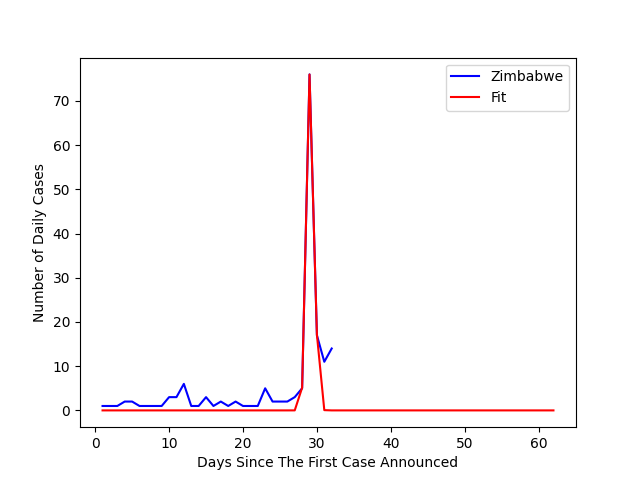 Zimbabwe
Fit
70
60
50
40
30
20
10
0
Number of Daily Cases
0 10 20 30 40 50 60
Days Since The First Case Announced